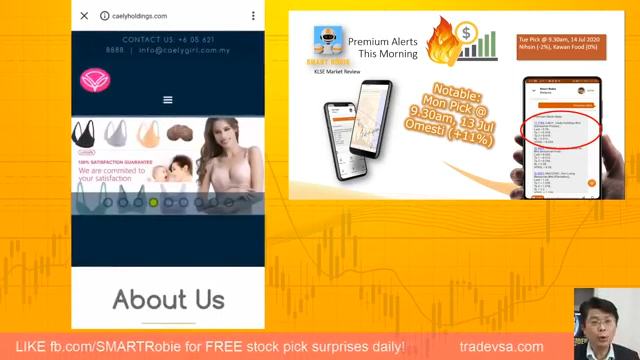 caelyholdings.com
CONTACT US: +6 05 621
8888 | info@caelygirl.com.my
100% SATISFACTION GUARANTEE
We are commited to
your satisfaction
About Us
SMART ROBIE
KLSE Market Review
Premium Alerts
This Morning
Tue Pick @ 9.30am, 14 Jul 2020
Nihsin (-2%), Kawan Food (0%)
Notable:
Mon Pick @
9.30am, 13 Jul
Omesti (+11%)
LIKE fb.com/SMARTRobie for FREE stock pick surprises daily!
tradevsa.com